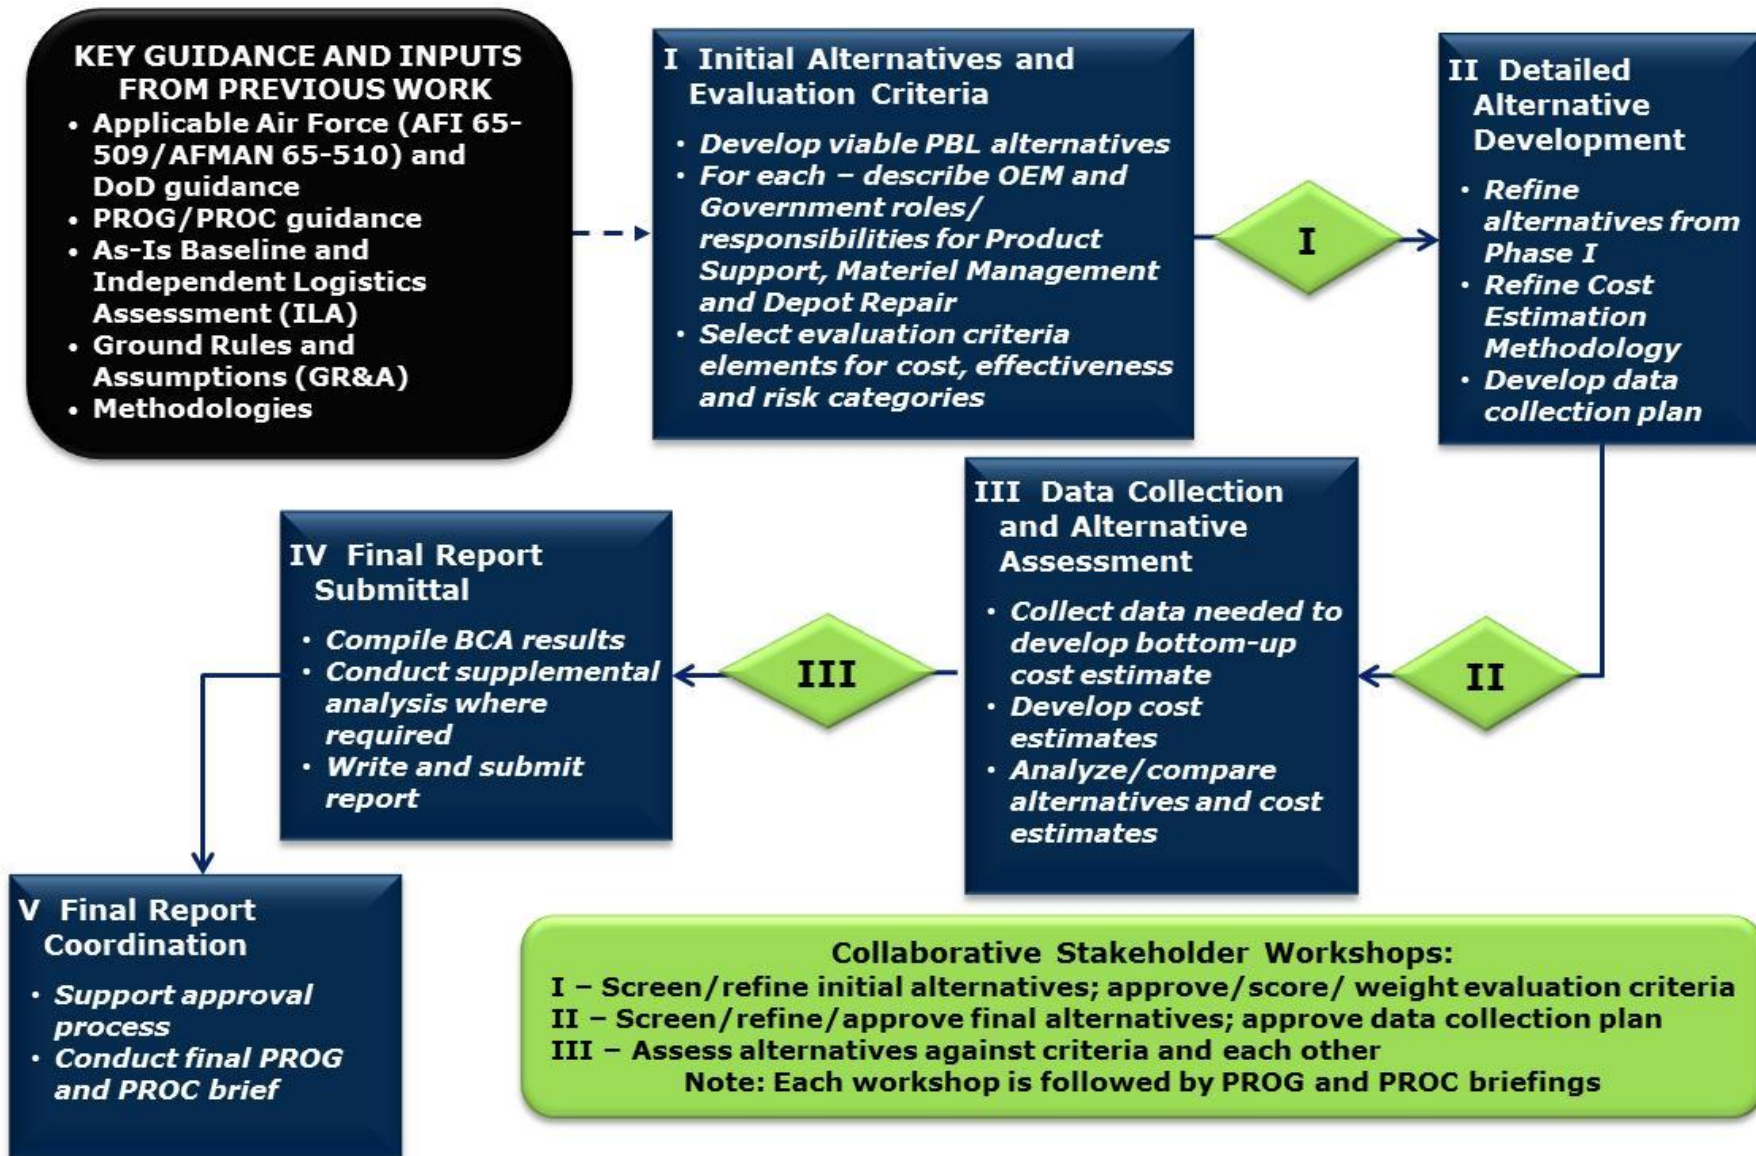 KEY GUIDANCE AND INPUTS
FROM PREVIOUS WORK
• Applicable Air Force (AFI 65-
509/AFMAN 65-510) and
DoD guidance
• PROG/PROC guidance
• As-Is Baseline and
Independent Logistics
Assessment (ILA)
• Ground Rules and
Assumptions (GR&A)
• Methodologies
I Initial Alternatives and
Evaluation Criteria
• Develop viable PBL alternatives
• For each – describe OEM and
Government roles/
responsibilities for Product
Support, Materiel Management
and Depot Repair
• Select evaluation criteria
elements for cost, effectiveness
and risk categories
I
II Detailed
Alternative
Development
• Refine
alternatives from
Phase I
• Refine Cost
Estimation
Methodology
• Develop data
collection plan
II
III Data Collection
and Alternative
Assessment
• Collect data needed to
develop bottom-up
cost estimate
• Develop cost
estimates
• Analyze/compare
alternatives and cost
estimates
III
IV Final Report
Submittal
• Compile BCA results
• Conduct supplemental
analysis where
required
• Write and submit
report
V Final Report
Coordination
• Support approval
process
• Conduct final PROG
and PROC brief
Collaborative Stakeholder Workshops:
I – Screen/refine initial alternatives; approve/score/ weight evaluation criteria
II – Screen/refine/approve final alternatives; approve data collection plan
III – Assess alternatives against criteria and each other
Note: Each workshop is followed by PROG and PROC briefings